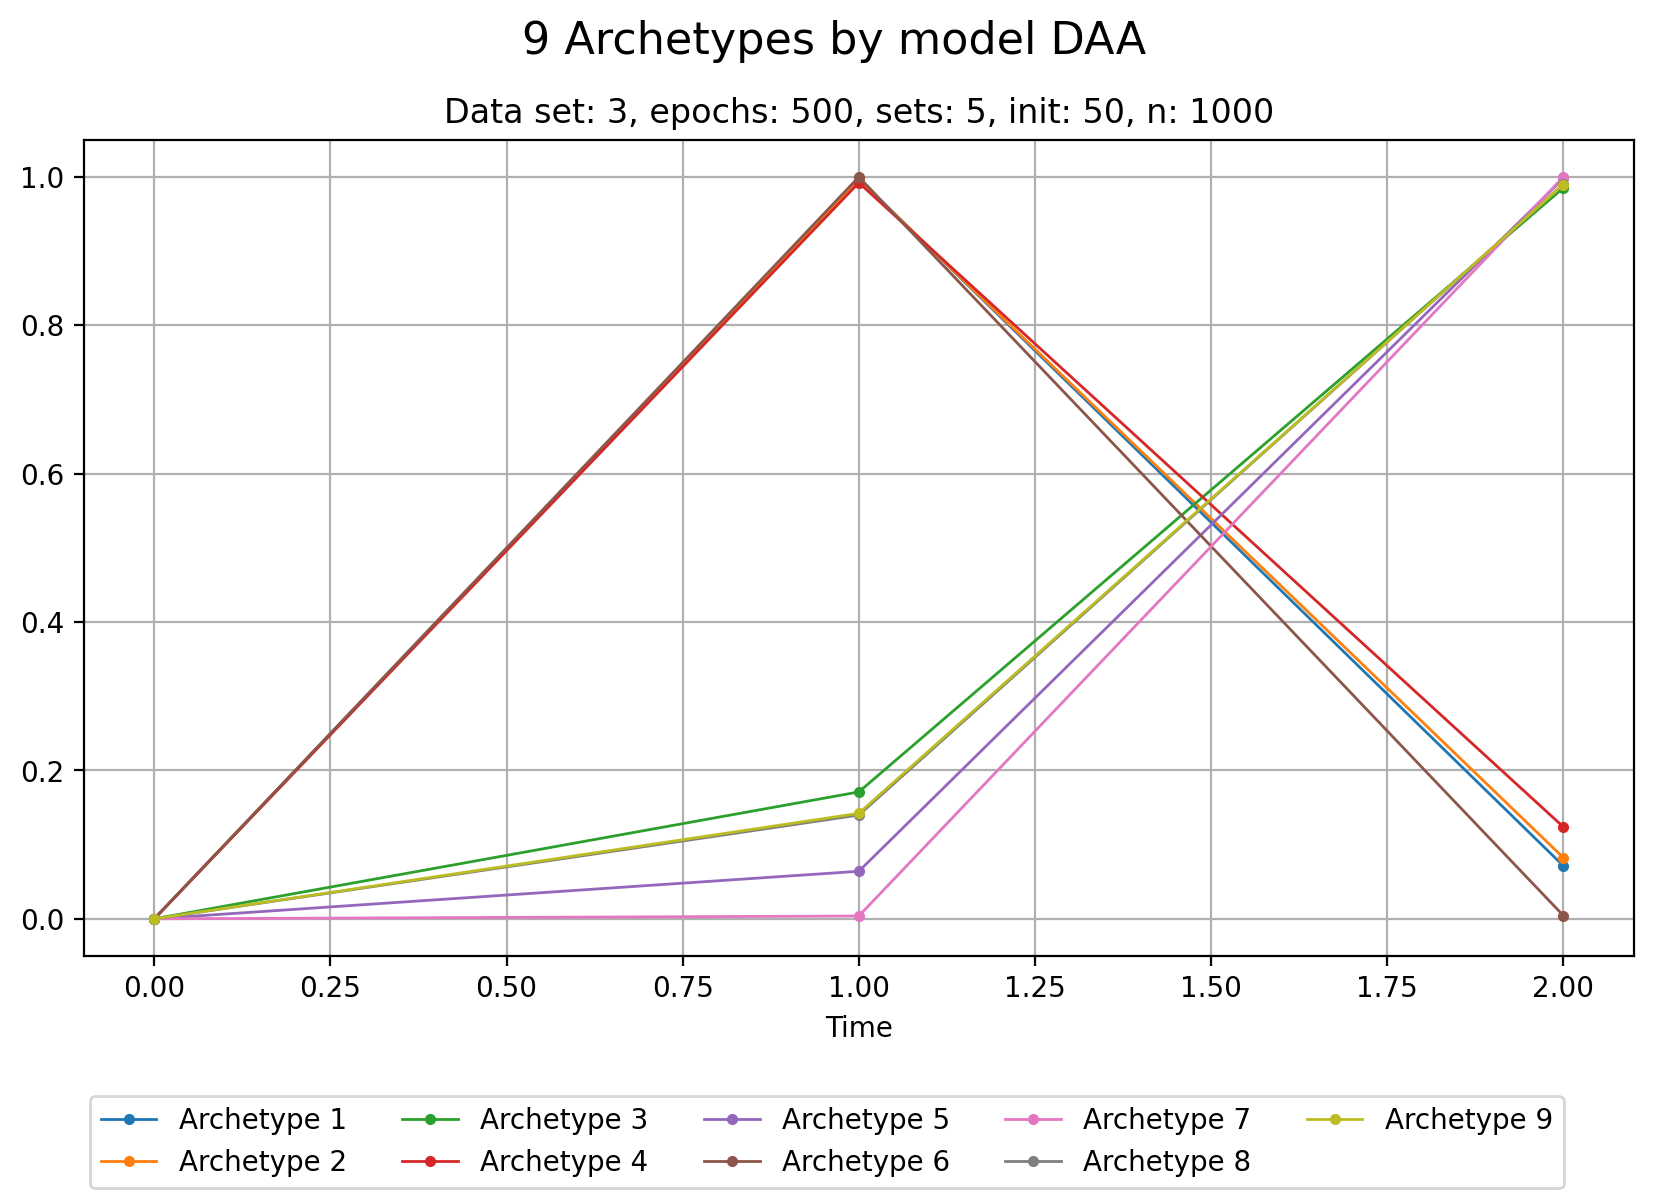 9 Archetypes by model DAA
Data set: 3, epochs: 500, sets: 5, init: 50, n: 1000
1.0
0.8
0.6
0.4
0.2
0.0
0.00 0.25 0.50 0.75 1.00 1.25 1.50 1.75 2.00
Time
Archetype 1 Archetype 3 Archetype 5 Archetype 7 Archetype 9
Archetype 2 Archetype 4 Archetype 6 Archetype 8